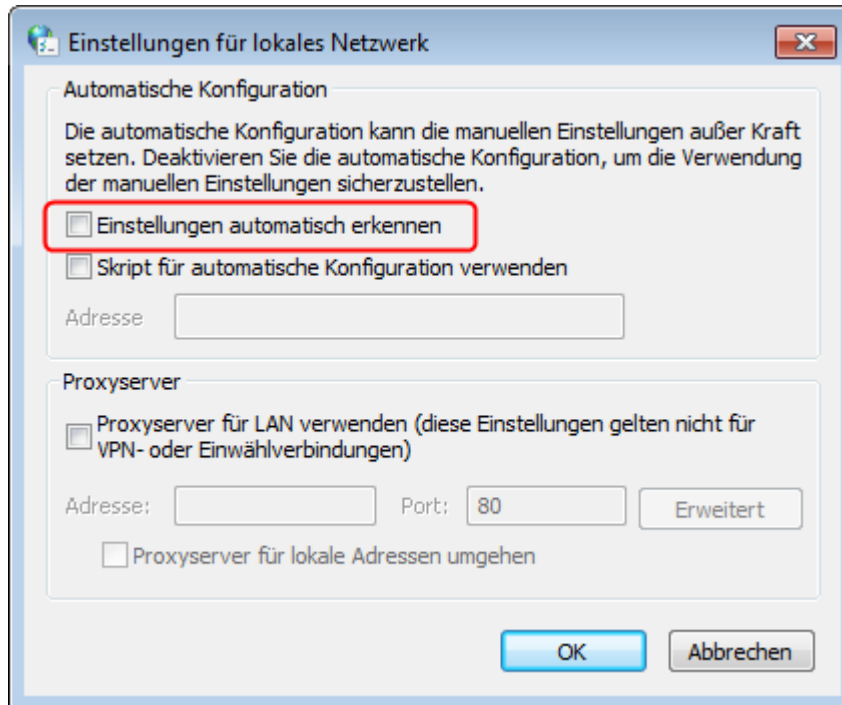 Einstellungen für lokales Netzwerk
Automatische Konfiguration
Die automatische Konfiguration kann die manuellen Einstellungen außer Kraft
setzen. Deaktivieren Sie die automatische Konfiguration, um die Verwendung
der manuellen Einstellungen sicherzustellen.
Einstellungen automatisch erkennen
Skript für automatische Konfiguration verwenden
Adresse
Proxyserver
Proxyserver für LAN verwenden (diese Einstellungen gelten nicht für
VPN- oder Einwählverbindungen)
Adresse: Port: 80 Erweitert
Proxyserver für lokale Adressen umgehen
OK Abbrechen